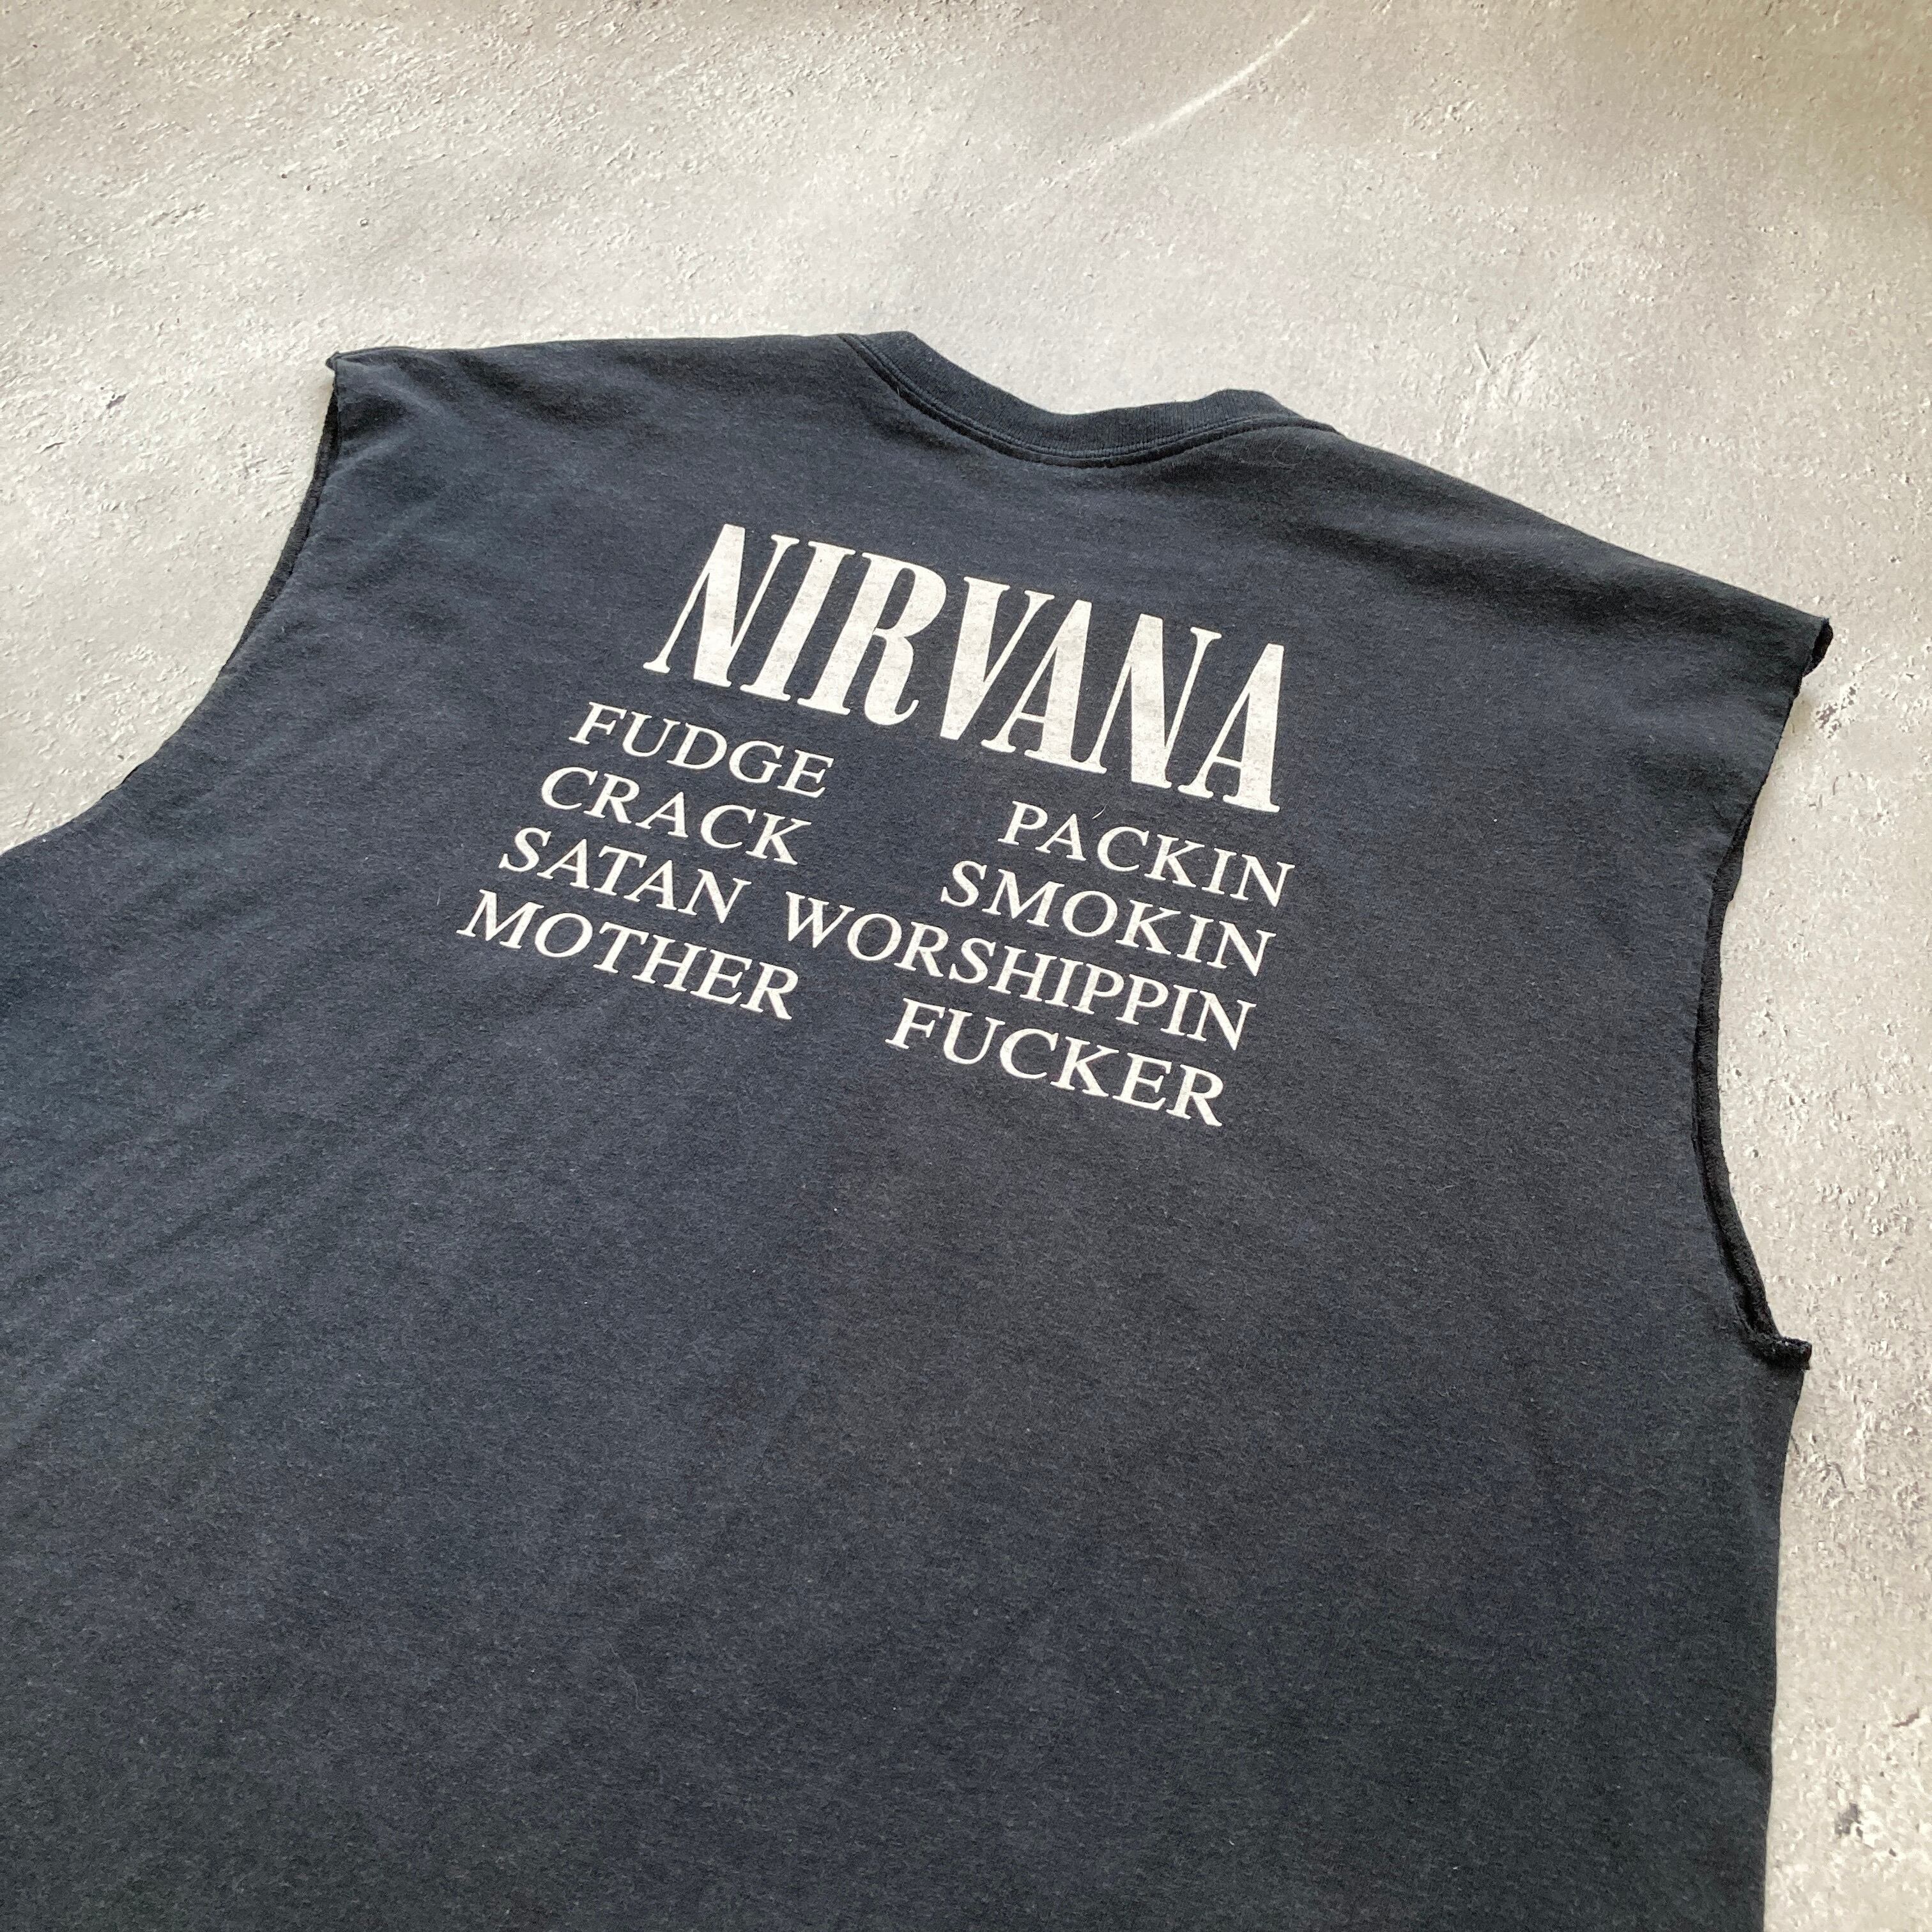 NIRVANA
FUDGE PACKIN
CRACK SMOKIN
SATAN WORSHIPPIN
MOTHER FUCKER